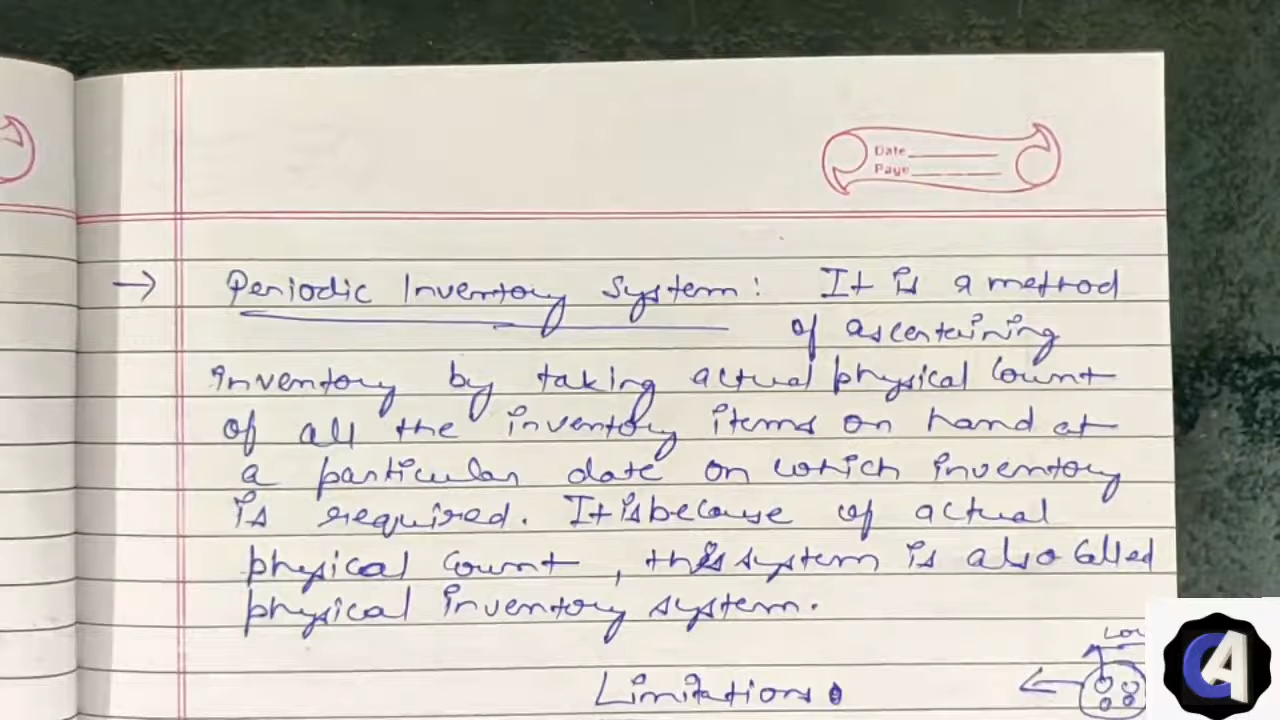 Date
Page
→ Periodic Inventory System: It is a method
of ascertaining
inventory by taking actual physical count
of all the inventory items on hand at
a particular date on which inventory
is required. It is because of actual
physical count, this system is also called
physical inventory system.
Limitations
CA